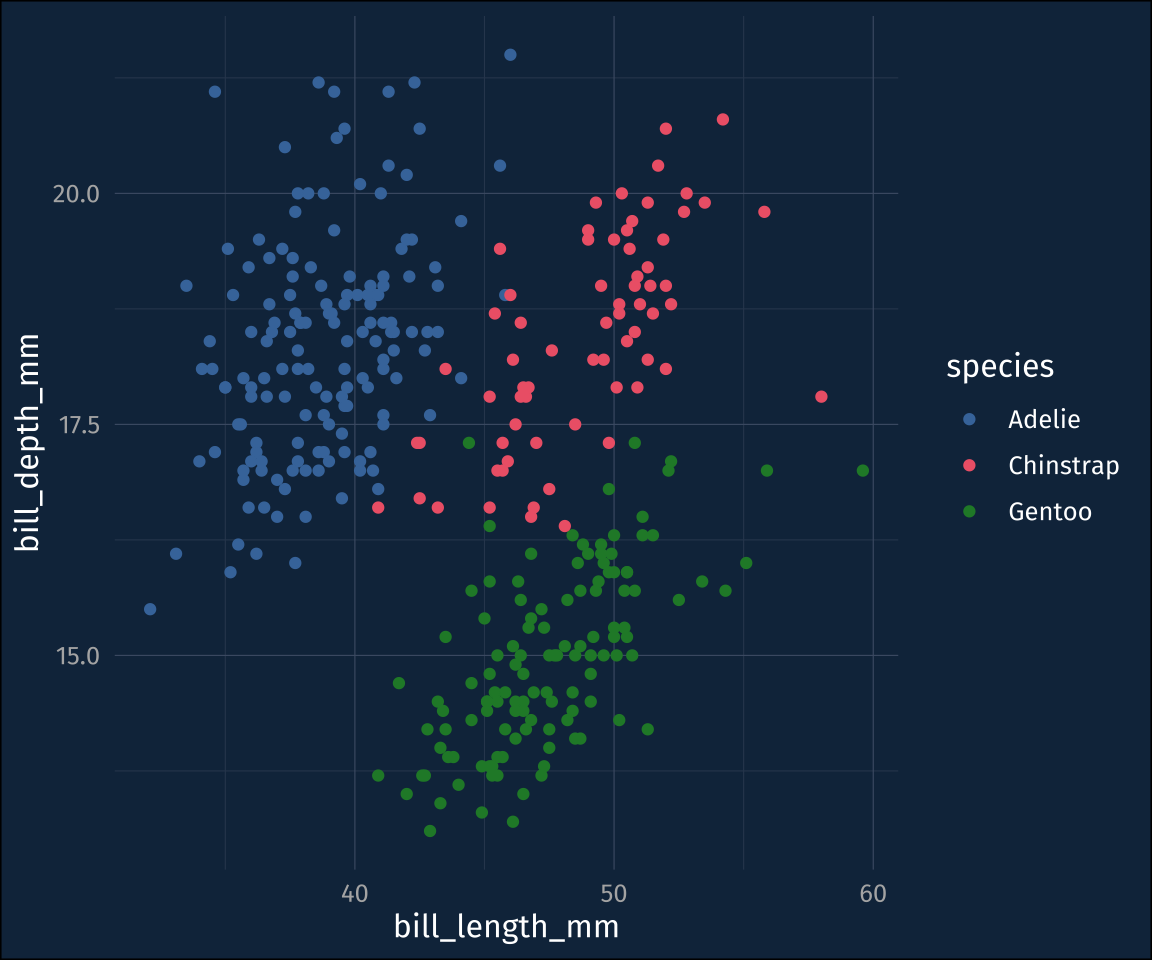 20.0
17.5
15.0
bill_depth_mm
40
50
60
bill_length_mm
species
Adelie
Chinstrap
Gentoo